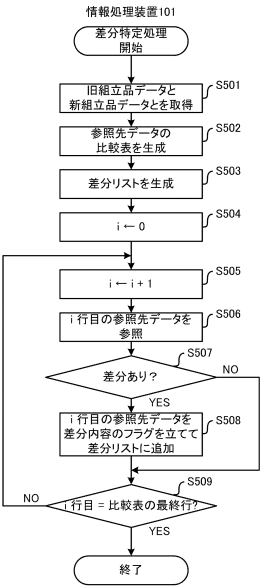 情報処理装置101
差分特定処理
開始
S501
旧組立品データと
新組立品データとを取得
S502
参照先データの
比較表を生成
S503
差分リストを生成
S504
i ← 0
S505
i ← i + 1
S506
i 行目の参照先データを
参照
S507
差分あり?
NO
YES
S508
i 行目の参照先データを
差分内容のフラグを立てて
差分リストに追加
S509
NO
i 行目 = 比較表の最終行?
YES
終了